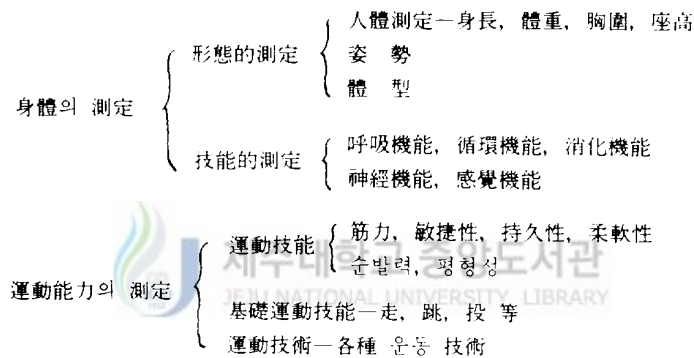 人體測定—身長, 體重, 胸圍, 座高
形態的測定
姿 勢
體 型
身體의 測定
呼吸機能, 循環機能, 消化機能
技能的測定
神經機能, 感覺機能
筋力, 敏捷性, 持久性, 柔軟性
運動技能
순발력, 평형성
제주대학교 중앙도서관
運動能力의 測定
JEJU NATIONAL UNIVERSITY LIBRARY
基礎運動技能—走, 跳, 投 等
運動技術—各種 운동 技術